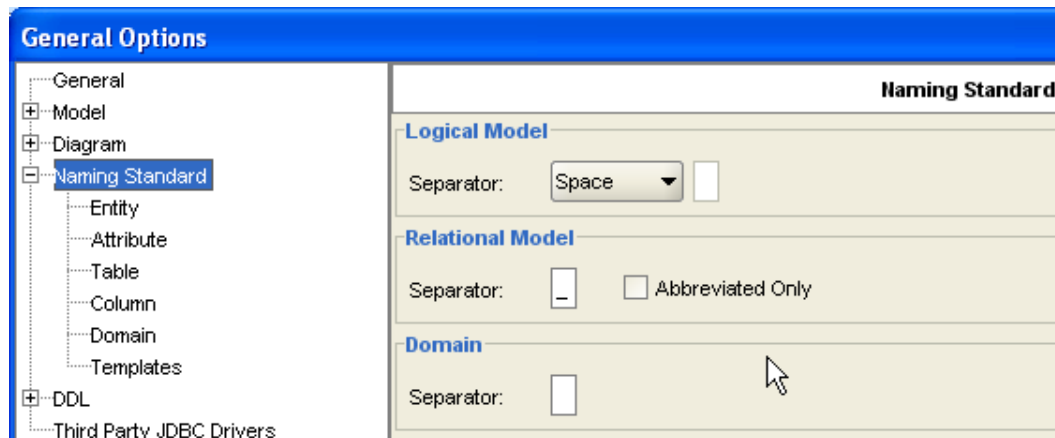 General Options
General
Model
Diagram
Naming Standard
Entity
Attribute
Table
Column
Domain
Templates
DDL
Third Party JDBC Drivers
Naming Standard
Logical Model
Separator: Space
Relational Model
Separator: _ Abbreviated Only
Domain
Separator: